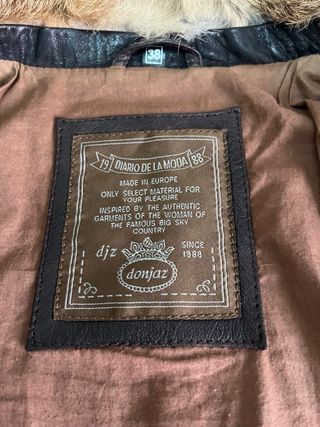 38
19 DIARIO DE LA MODA 88
MADE IN EUROPE
ONLY SELECT MATERIAL FOR
YOUR PLEASURE
INSPIRED BY THE AUTHENTIC
GARMENTS OF THE WOMAN OF
THE FAMOUS BIG SKY
COUNTRY
djz
SINCE
1988
donjaz